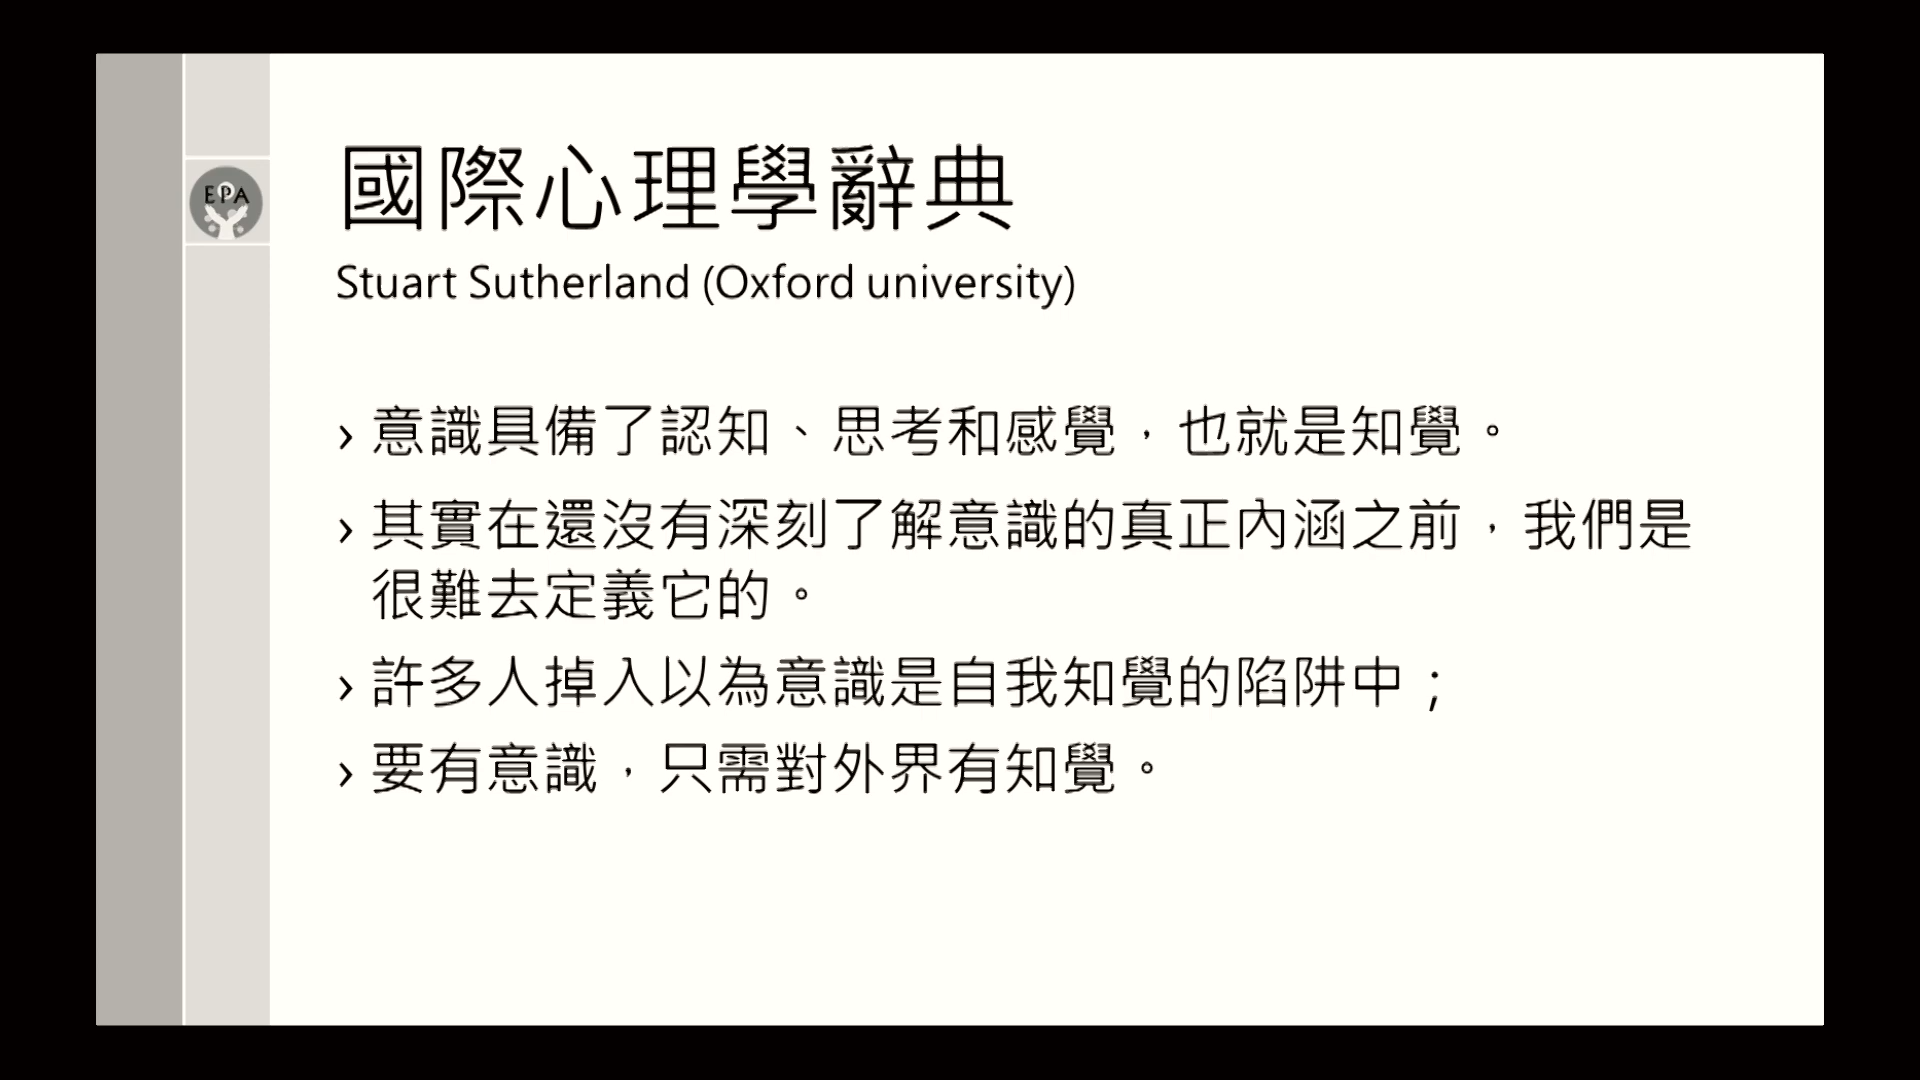 EPA
國際心理學辭典
Stuart Sutherland (Oxford university)
› 意識具備了認知、思考和感覺，也就是知覺。
› 其實在還沒有深刻了解意識的真正內涵之前，我們是
很難去定義它的。
› 許多人掉入以為意識是自我知覺的陷阱中；
› 要有意識，只需對外界有知覺。